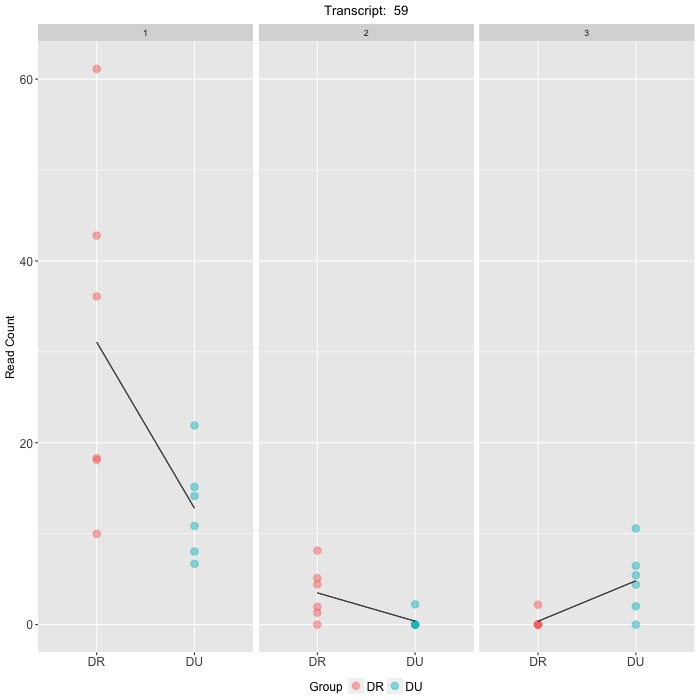 Transcript: 59
1 2 3
60
40
20
0
Read Count
DR DU DR DU DR DU
Group DR DU